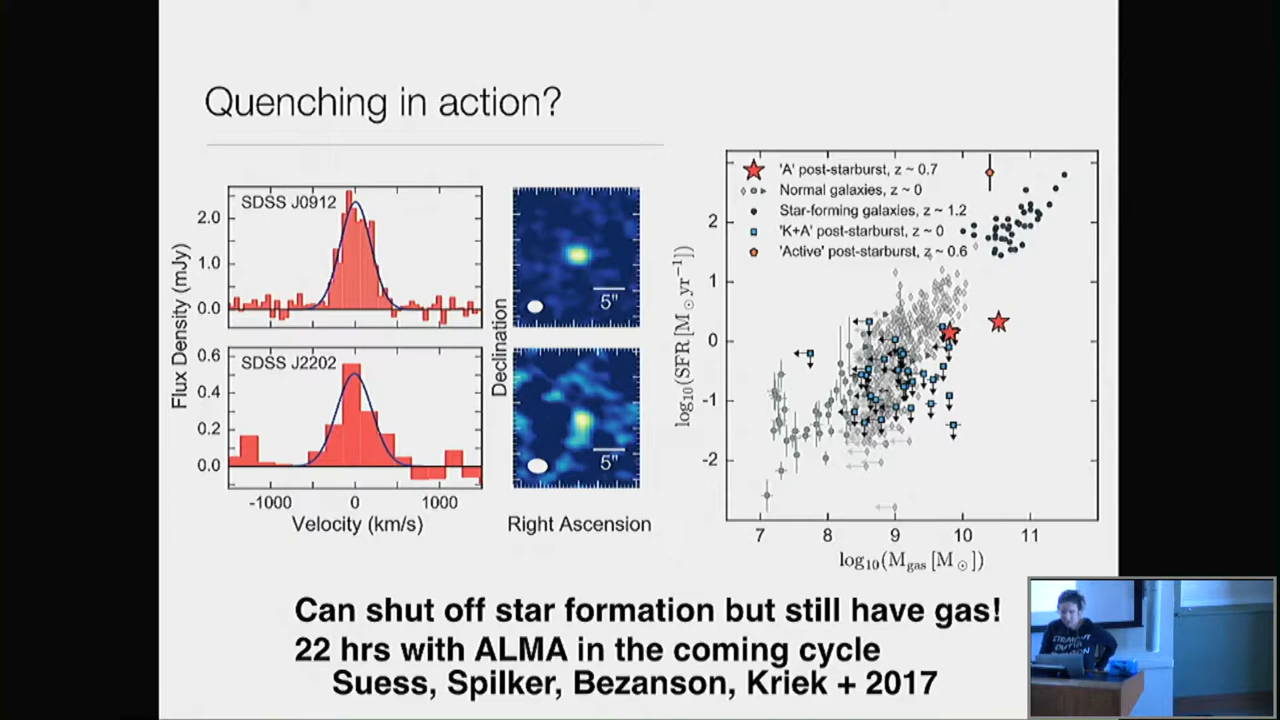 Quenching in action?
SDSS J0912
2.0
1.0
0.0
SDSS J2202
0.6
0.4
0.2
0.0
Flux Density (mJy)
-1000 0 1000
Velocity (km/s)
5"
5"
Declination
Right Ascension
'A' post-starburst, z ~ 0.7
Normal galaxies, z ~ 0
Star-forming galaxies, z ~ 1.2
'K+A' post-starburst, z ~ 0
'Active' post-starburst, z ~ 0.6
2
1
0
-1
-2
log₁₀(SFR [M☉yr⁻¹])
7 8 9 10 11
log₁₀(Mgas [M☉])
Can shut off star formation but still have gas!
22 hrs with ALMA in the coming cycle
Suess, Spilker, Bezanson, Kriek + 2017
STRAIGHT
OUTTA